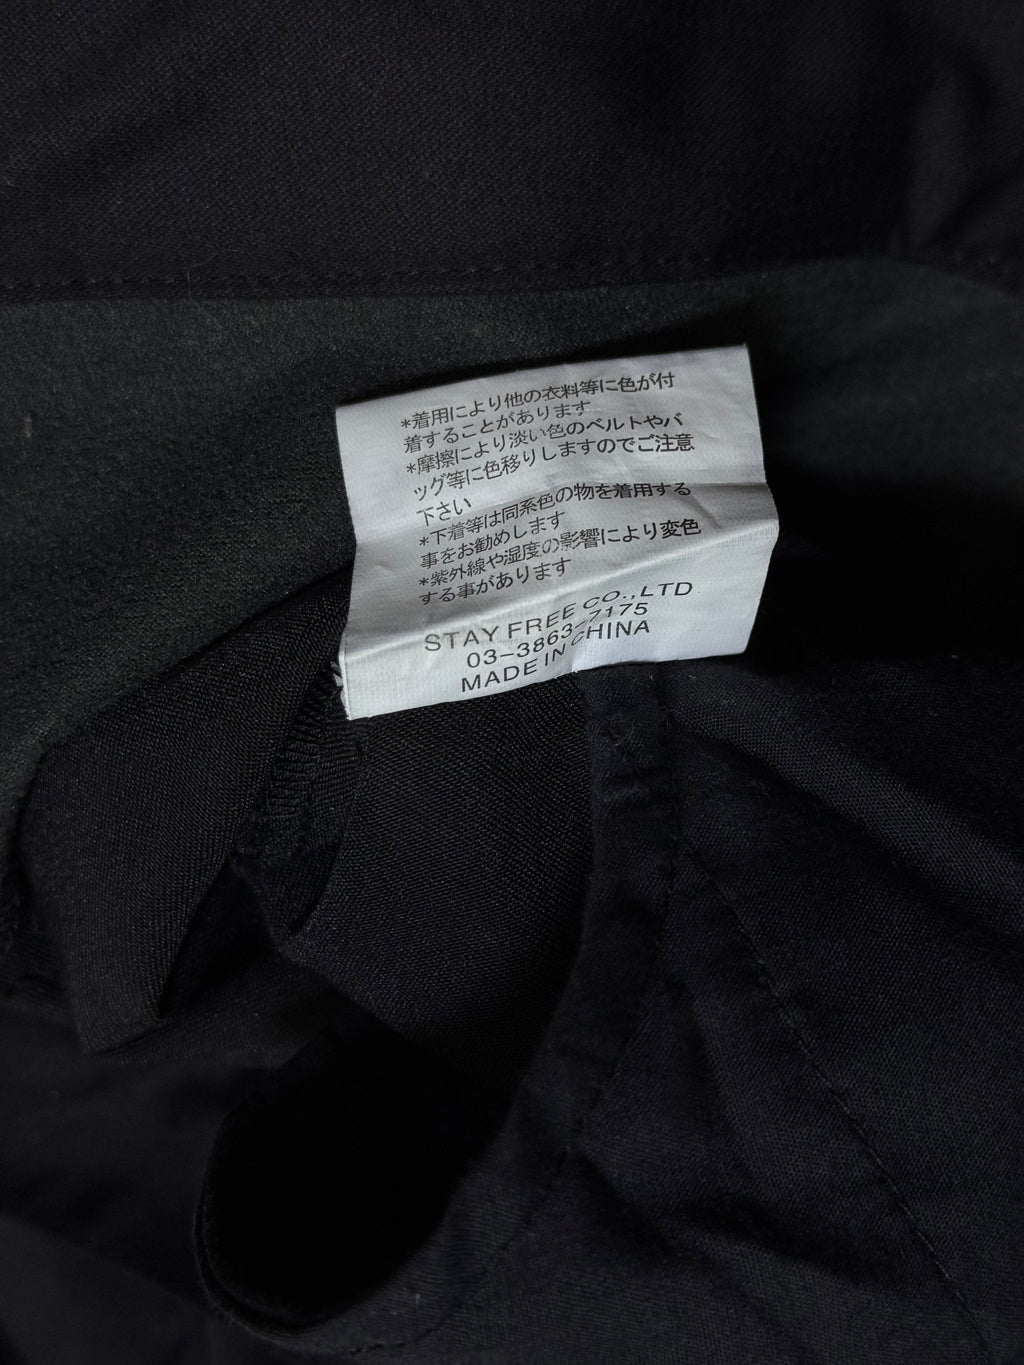 *着用により他の衣料等に色が付
着することがあります
*摩擦により淡い色のベルトやバ
ッグ等に色移りしますのでご注意
下さい
*下着等は同系色の物を着用する
事をお勧めします
*紫外線や湿度の影響により変色
する事があります
STAY FREE CO.,LTD
03-3863-7175
MADE IN CHINA